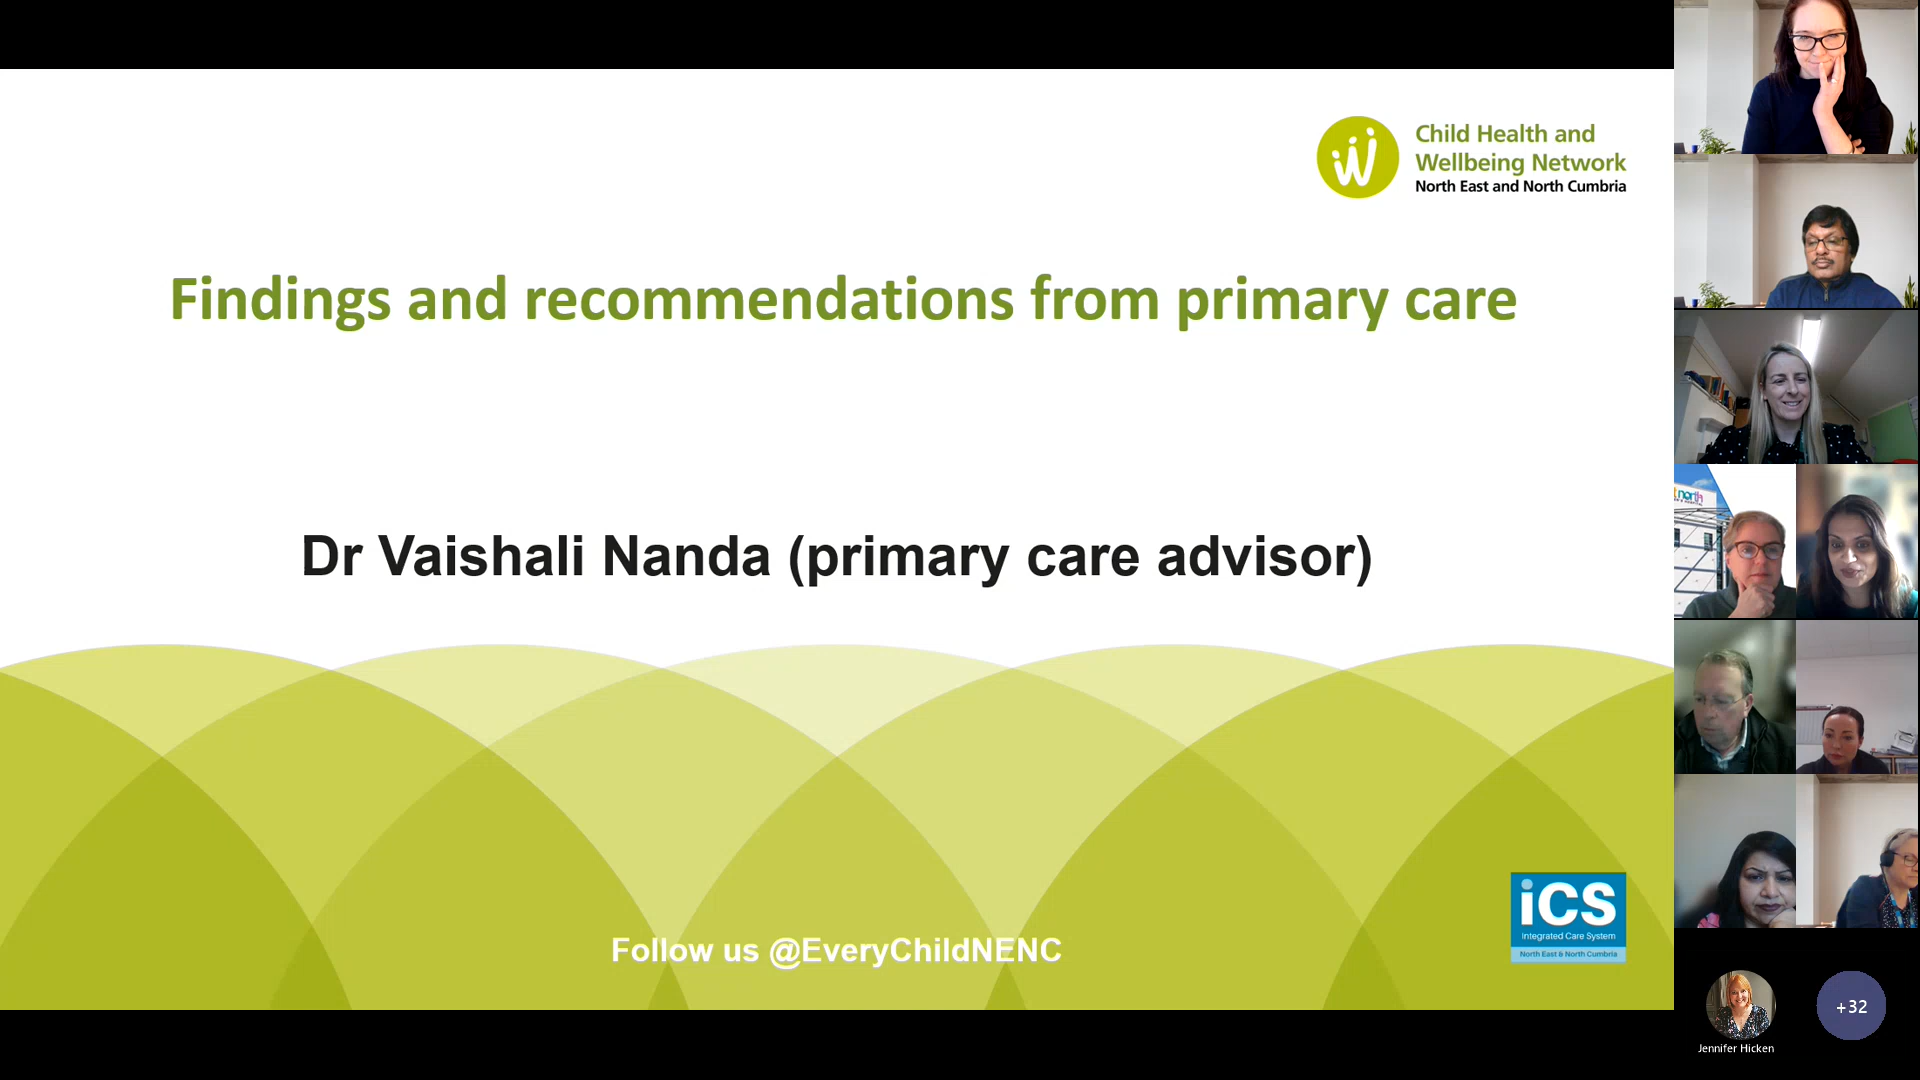 Child Health and
Wellbeing Network
North East and North Cumbria
Findings and recommendations from primary care
Dr Vaishali Nanda (primary care advisor)
Follow us @EveryChildNENC
iCS
Integrated Care System
North East & North Cumbria
north
+32
Jennifer Hicken